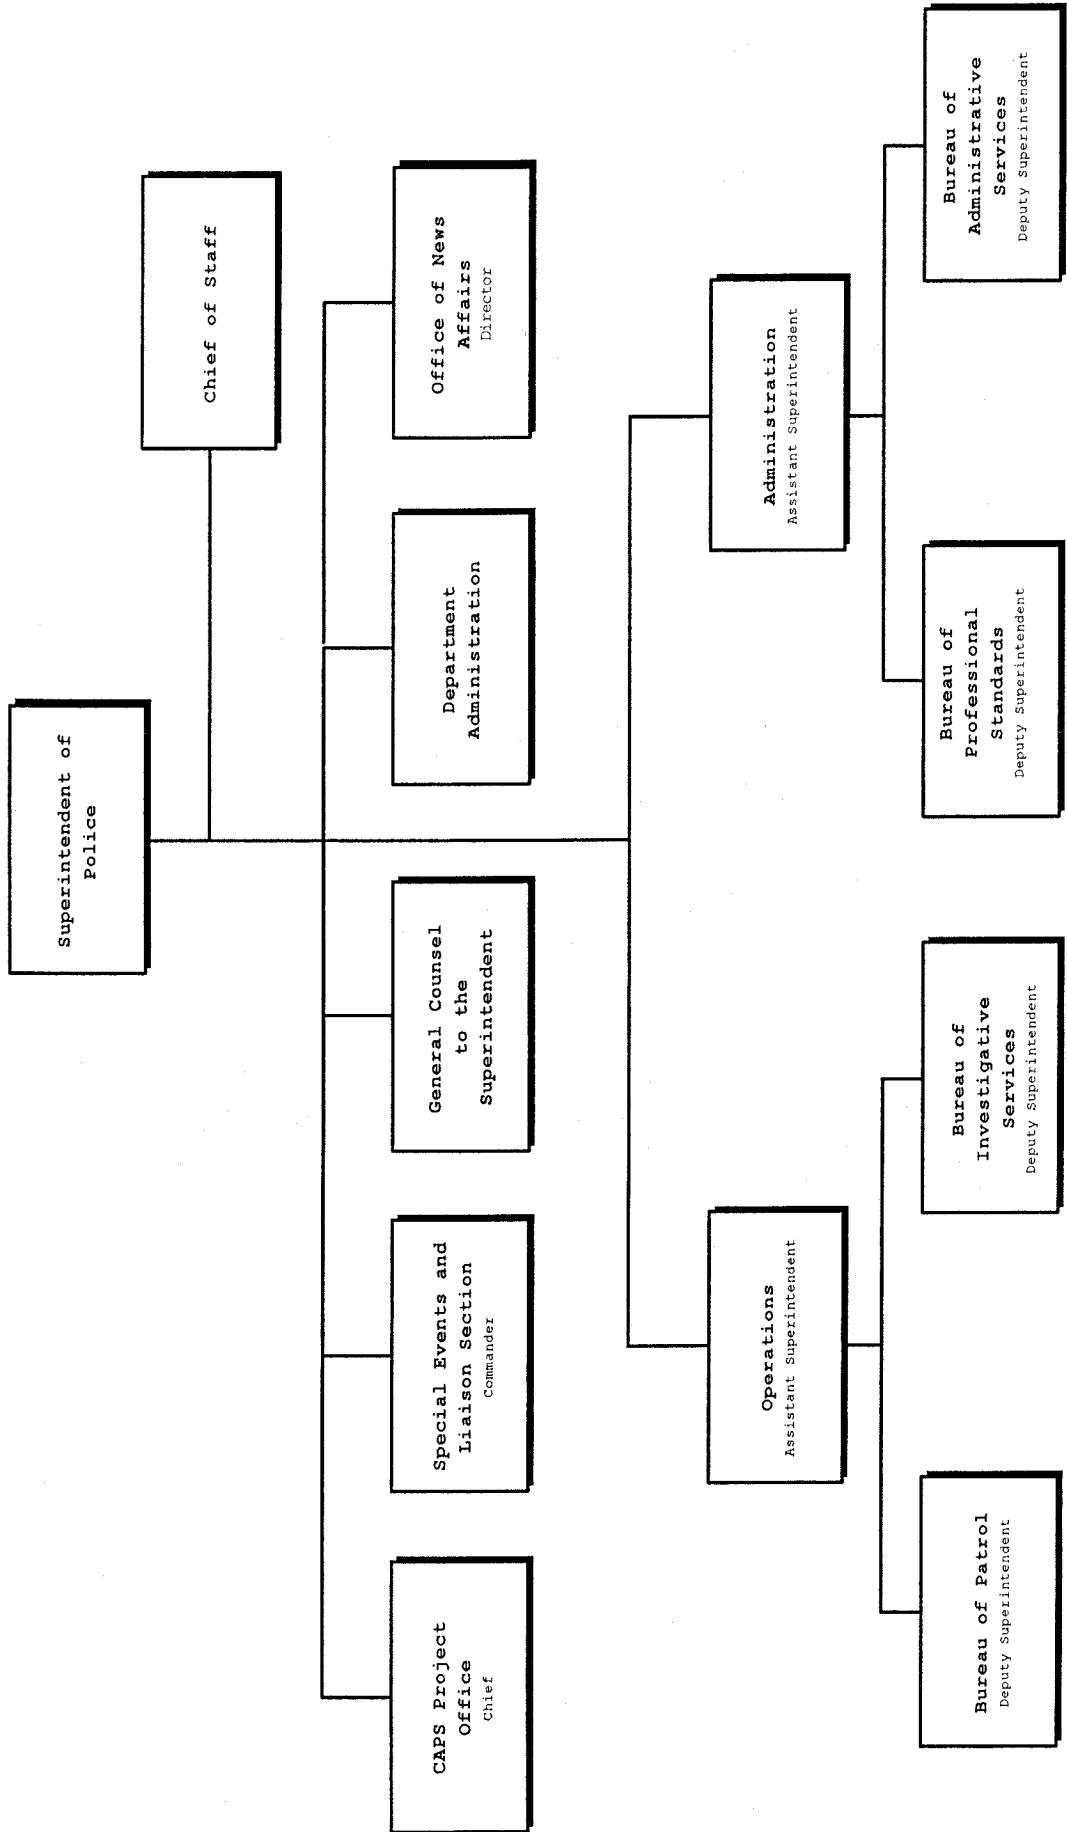 Superintendent of
Police
Chief of Staff
CAPS Project
Office
Chief
Special Events and
Liaison Section
Commander
General Counsel
to the
Superintendent
Department
Administration
Office of News
Affairs
Director
Operations
Assistant Superintendent
Administration
Assistant Superintendent
Bureau of Patrol
Deputy Superintendent
Bureau of
Investigative
Services
Deputy Superintendent
Bureau of
Professional
Standards
Deputy Superintendent
Bureau of
Administrative
Services
Deputy Superintendent